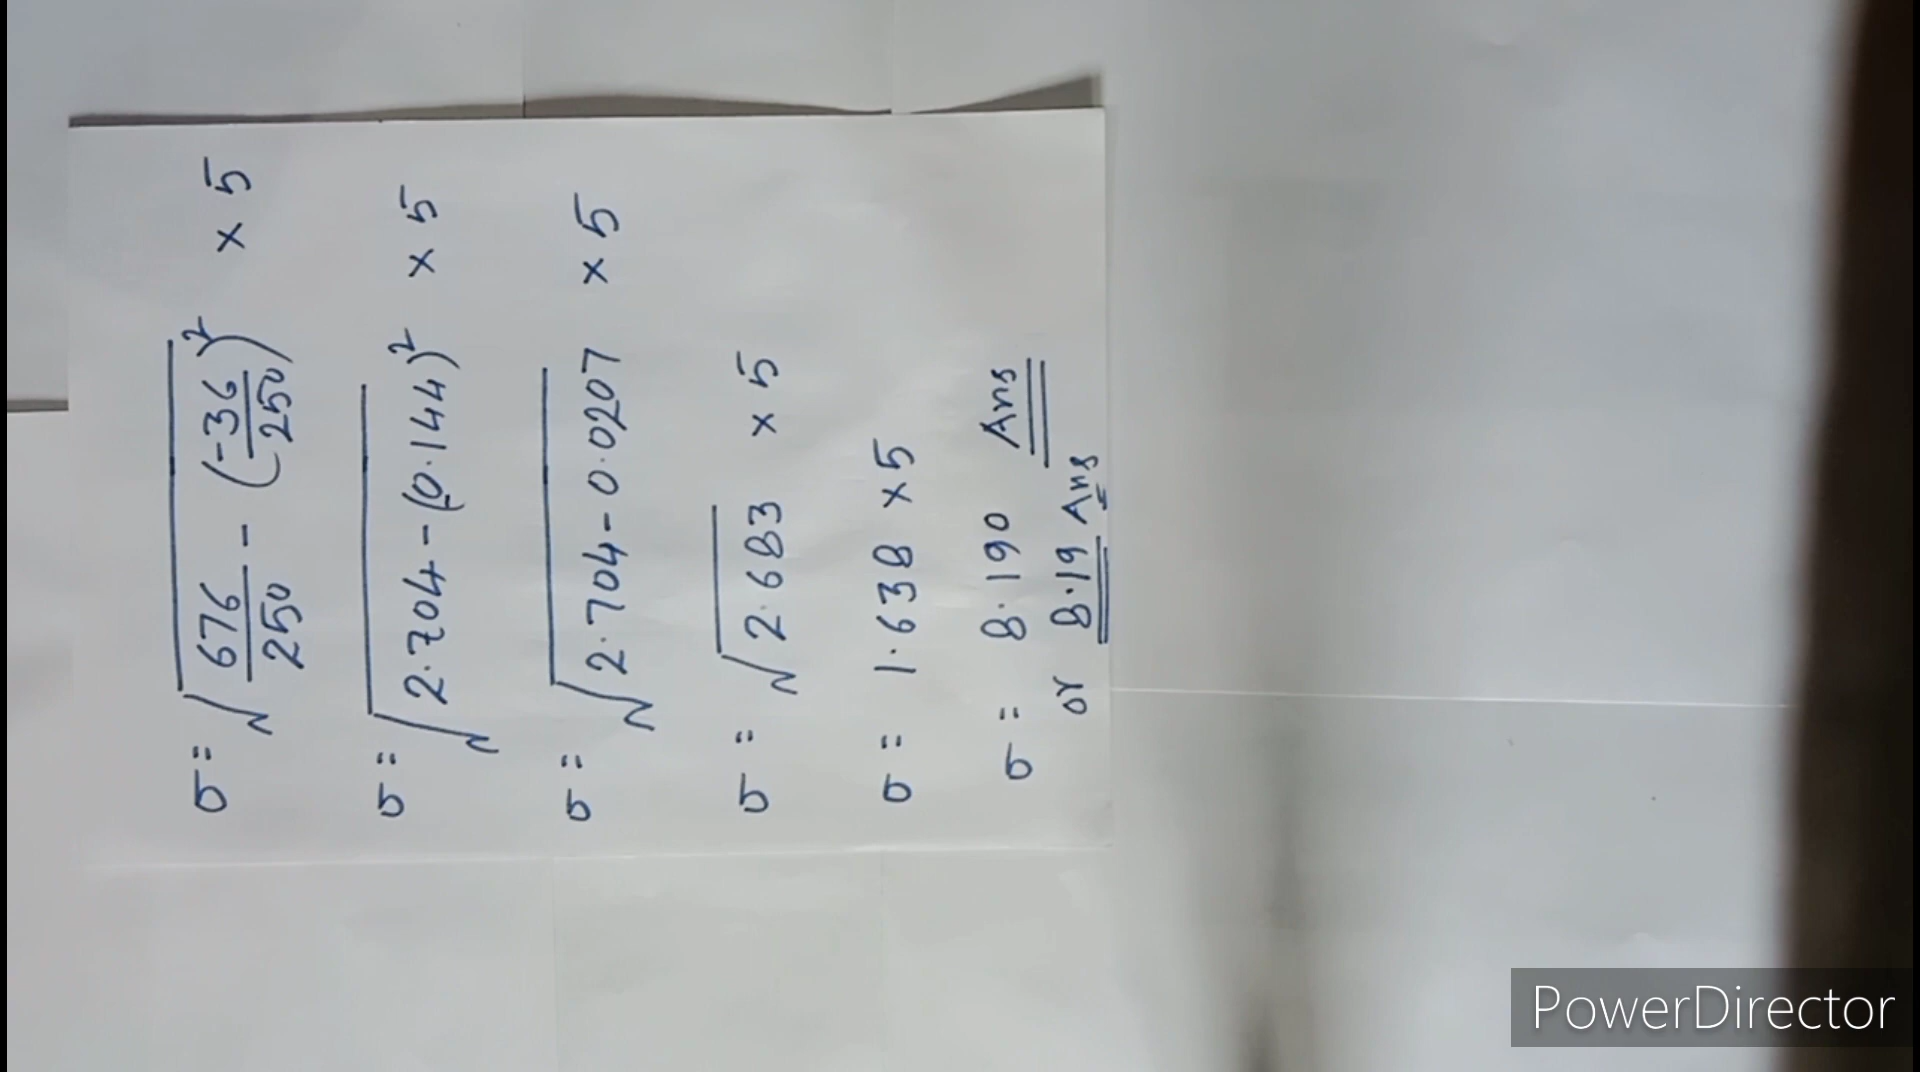 σ = √676/250 - (-36/250)² × 5
σ = √2.704 - (0.144)² × 5
σ = √2.704 - 0.0207 × 5
σ = √2.683 × 5
σ = 1.638 × 5
σ = 8.190 Ans
or 8.19 Ans
PowerDirector